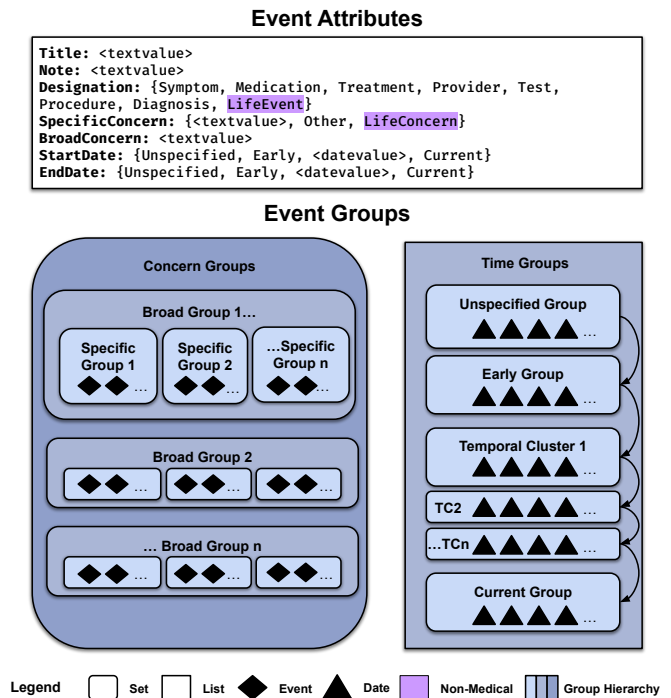 Event Attributes
Title: <textvalue>
Note: <textvalue>
Designation: {Symptom, Medication, Treatment, Provider, Test,
Procedure, Diagnosis, LifeEvent}
SpecificConcern: {<textvalue>, Other, LifeConcern}
BroadConcern: <textvalue>
StartDate: {Unspecified, Early, <datevalue>, Current}
EndDate: {Unspecified, Early, <datevalue>, Current}
Event Groups
Concern Groups
Broad Group 1...
Specific
Group 1
...
Specific
Group 2
...
...Specific
Group n
...
Broad Group 2
... ... ...
... Broad Group n
... ... ...
Time Groups
Unspecified Group
...
Early Group
...
Temporal Cluster 1
...
TC2 ...
...TCn ...
Current Group
...
Legend Set List Event Date Non-Medical Group Hierarchy